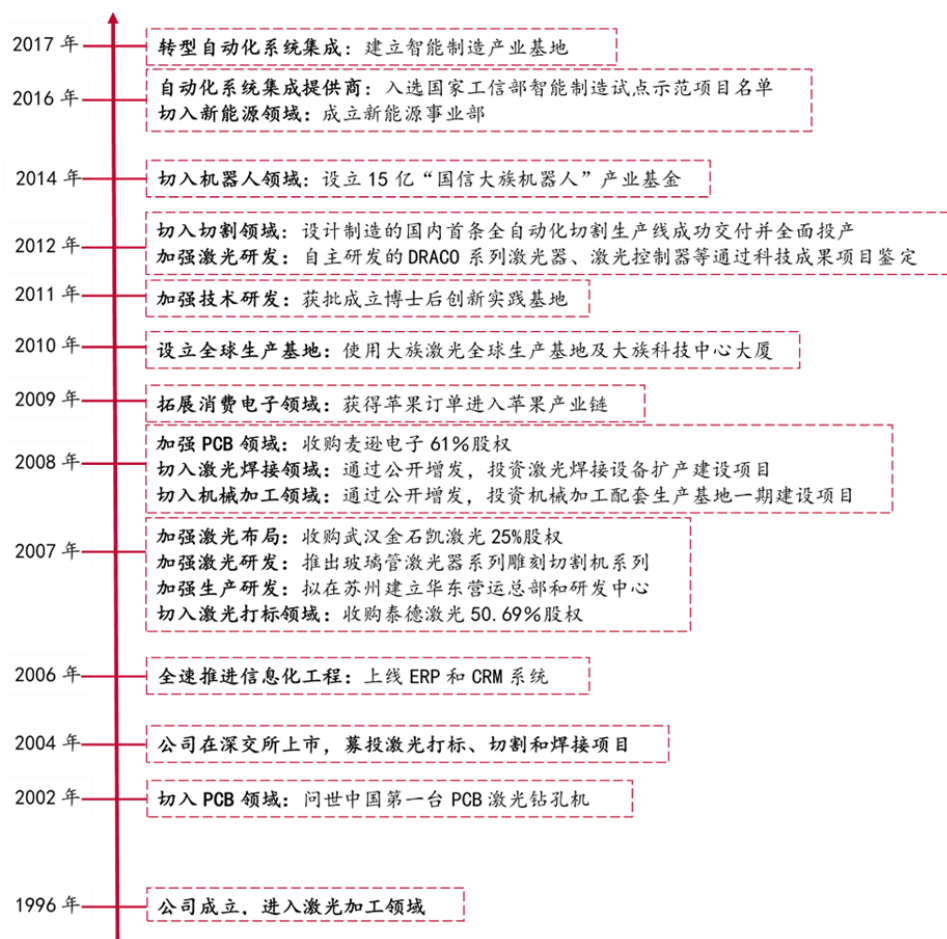 2017 年
转型自动化系统集成：建立智能制造产业基地
2016 年
自动化系统集成提供商：入选国家工信部智能制造试点示范项目名单
切入新能源领域：成立新能源事业部
2014 年
切入机器人领域：设立 15 亿“国信大族机器人”产业基金
2012 年
切入切割领域：设计制造的国内首条全自动化切割生产线成功交付并全面投产
加强激光研发：自主研发的 DRACO 系列激光器、激光控制器等通过科技成果项目鉴定
2011 年
加强技术研发：获批成立博士后创新实践基地
2010 年
设立全球生产基地：使用大族激光全球生产基地及大族科技中心大厦
2009 年
拓展消费电子领域：获得苹果订单进入苹果产业链
2008 年
加强 PCB 领域：收购麦逊电子 61%股权
切入激光焊接领域：通过公开增发，投资激光焊接设备扩产建设项目
切入机械加工领域：通过公开增发，投资机械加工配套生产基地一期建设项目
2007 年
加强激光布局：收购武汉金石凯激光 25%股权
加强激光研发：推出玻璃管激光器系列雕刻切割机系列
加强生产研发：拟在苏州建立华东营运总部和研发中心
切入激光打标领域：收购泰德激光 50.69%股权
2006 年
全速推进信息化工程：上线 ERP 和 CRM 系统
2004 年
公司在深交所上市，募投激光打标、切割和焊接项目
2002 年
切入 PCB 领域：问世中国第一台 PCB 激光钻孔机
1996 年
公司成立，进入激光加工领域